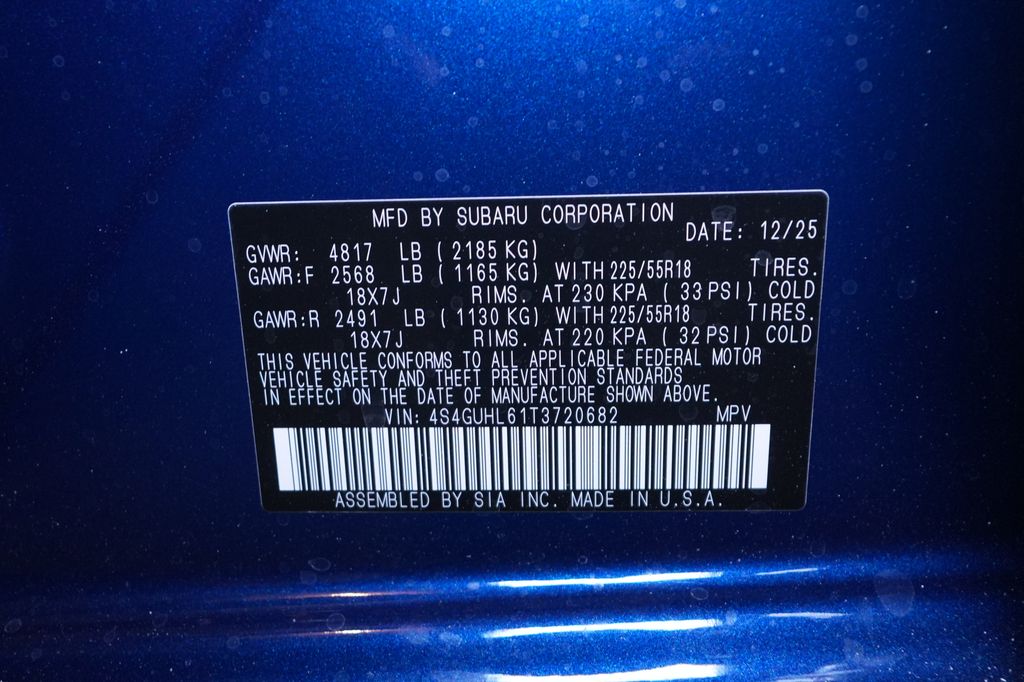 MFD BY SUBARU CORPORATION
DATE: 12/25
GVWR: 4817 LB (2185 KG)
GAWR:F 2568 LB (1165 KG) WITH 225/55R18 TIRES.
18X7J RIMS. AT 230 KPA (33 PSI) COLD
GAWR:R 2491 LB (1130 KG) WITH 225/55R18 TIRES.
18X7J RIMS. AT 220 KPA (32 PSI) COLD
THIS VEHICLE CONFORMS TO ALL APPLICABLE FEDERAL MOTOR
VEHICLE SAFETY AND THEFT PREVENTION STANDARDS
IN EFFECT ON THE DATE OF MANUFACTURE SHOWN ABOVE.
VIN: 4S4GUHL61T3720682 MPV
ASSEMBLED BY SIA INC. MADE IN U.S.A.